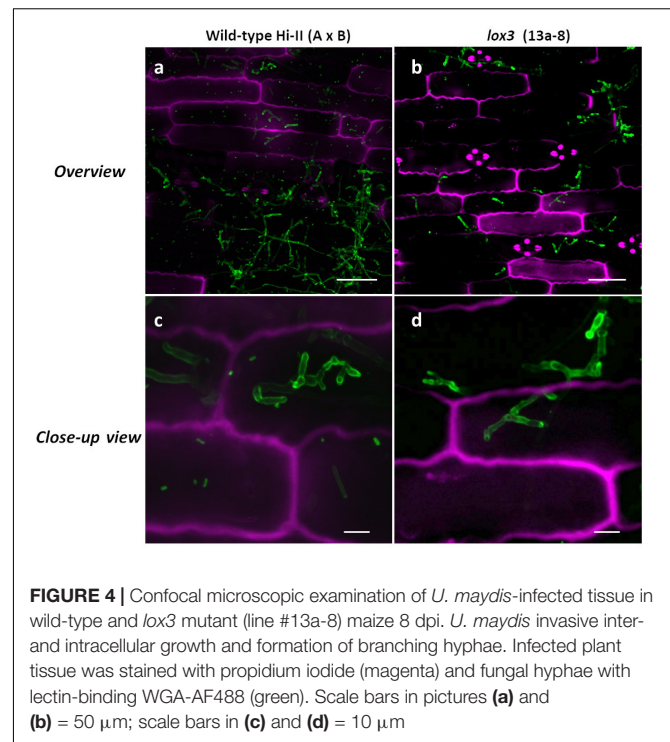 Wild-type Hi-II (A x B)
lox3 (13a-8)
a
b
Overview
c
d
Close-up view
FIGURE 4 | Confocal microscopic examination of U. maydis-infected tissue in
wild-type and lox3 mutant (line #13a-8) maize 8 dpi. U. maydis invasive inter-
and intracellular growth and formation of branching hyphae. Infected plant
tissue was stained with propidium iodide (magenta) and fungal hyphae with
lectin-binding WGA-AF488 (green). Scale bars in pictures (a) and
(b) = 50 μm; scale bars in (c) and (d) = 10 μm